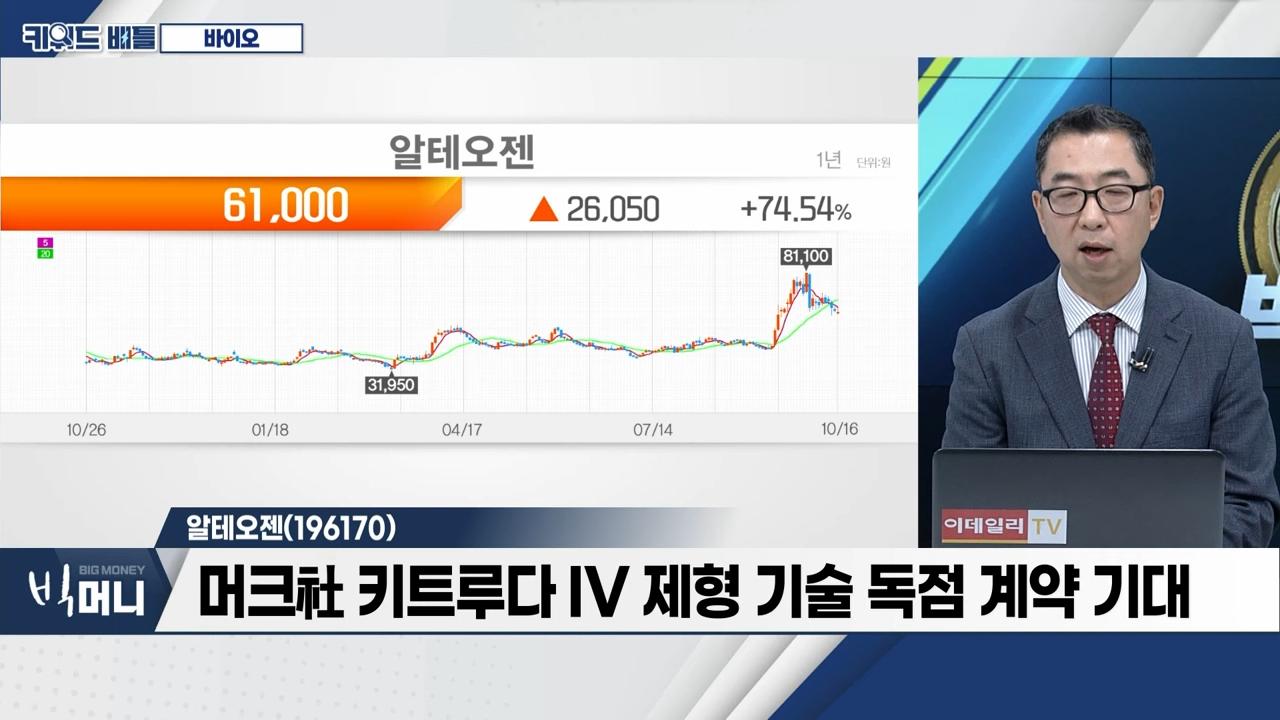 키워드 배틀 바이오
알테오젠
1년 단위:원
61,000 ▲ 26,050 +74.54%
5
20
81,100
31,950
10/26 01/18 04/17 07/14 10/16
알테오젠(196170)
BIG MONEY
빅머니
머크社 키트루다 IV 제형 기술 독점 계약 기대
이데일리 TV